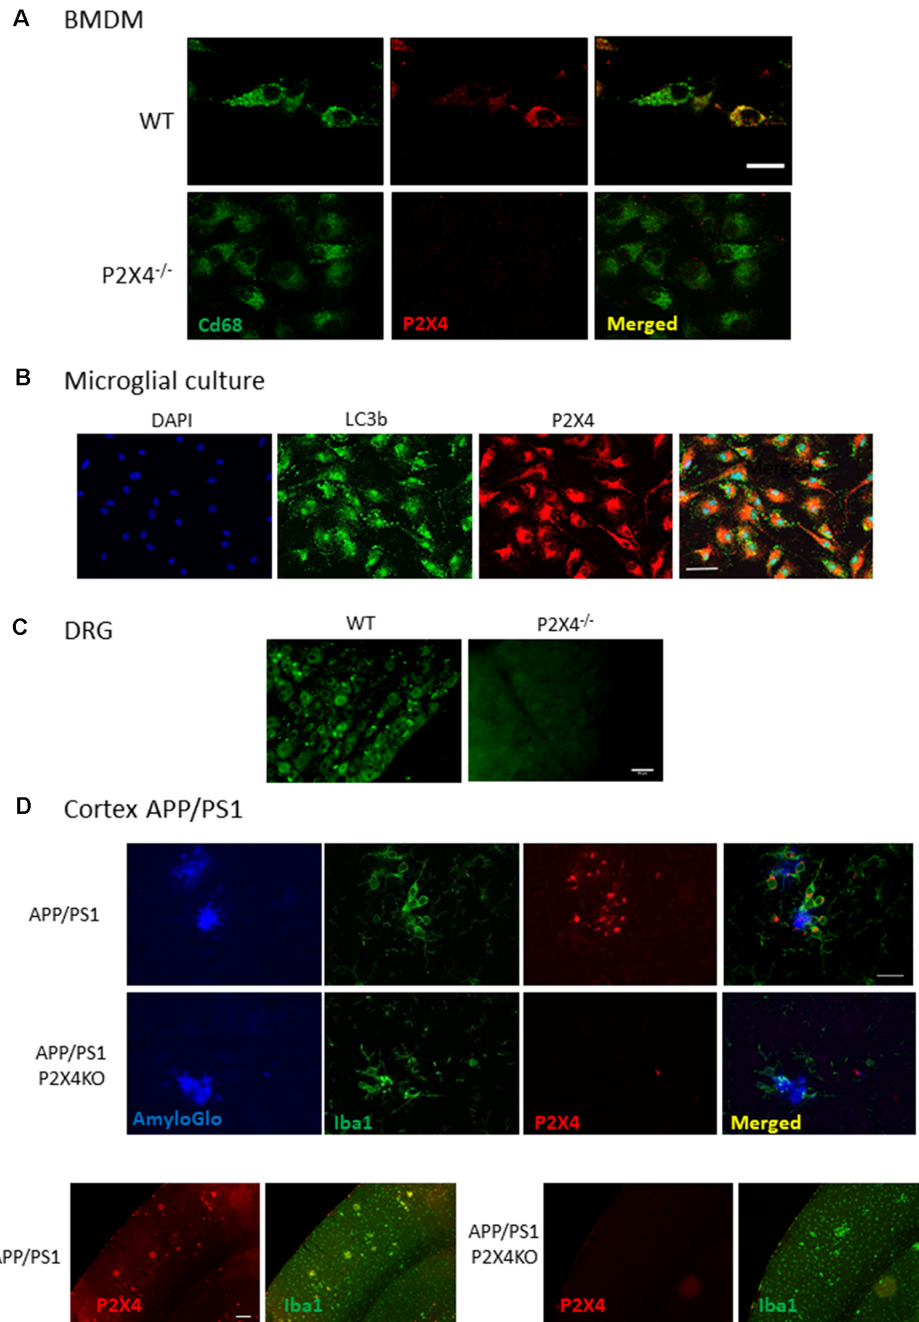 A BMDM
WT
P2X4-/-
Cd68 P2X4 Merged
B Microglial culture
DAPI LC3b P2X4
Merged
C DRG
WT P2X4-/-
D Cortex APP/PS1
APP/PS1
APP/PS1
P2X4KO
AmyloGlo Iba1 P2X4 Merged
APP/PS1
P2X4 Iba1
APP/PS1
P2X4KO
P2X4 Iba1